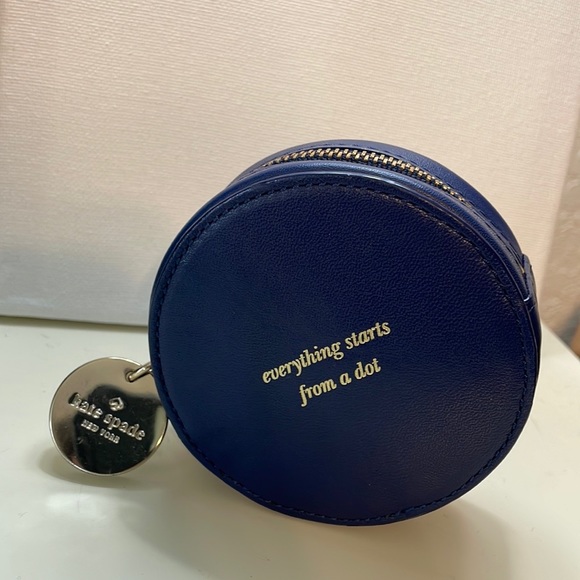 everything starts
from a dot
kate spade
NEW YORK